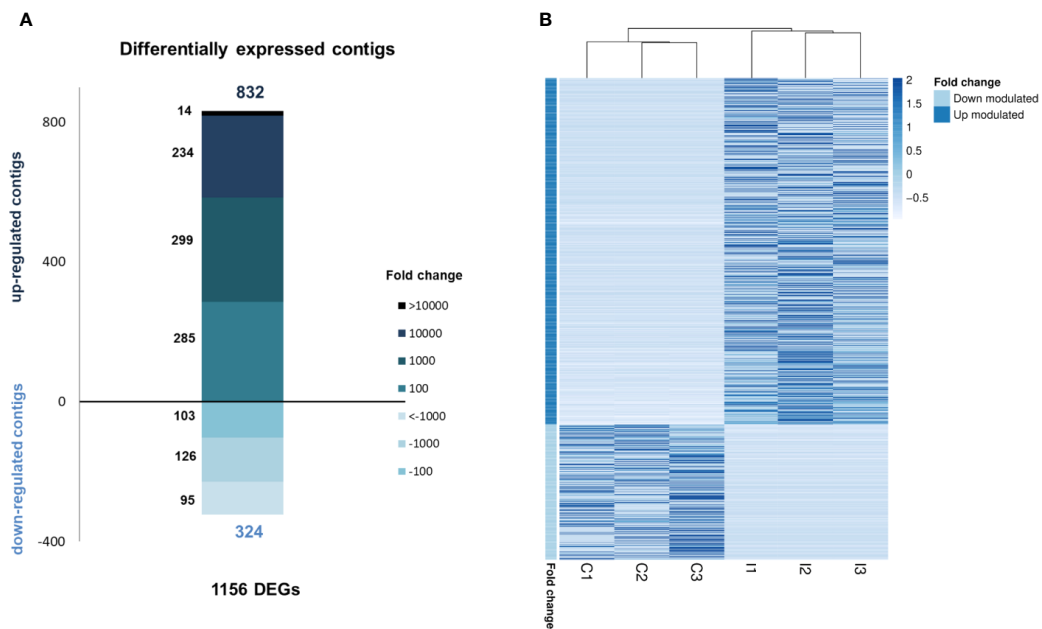 A
Differentially expressed contigs
832
14
800
234
299
up-regulated contigs
400
285
0
103
126
95
down-regulated contigs
-400
324
1156 DEGs
Fold change
>10000
10000
1000
100
<-1000
-1000
-100
B
2
1.5
1
0.5
0
−0.5
Fold change
Down modulated
Up modulated
Fold change
C1
C2
C3
I1
I2
I3